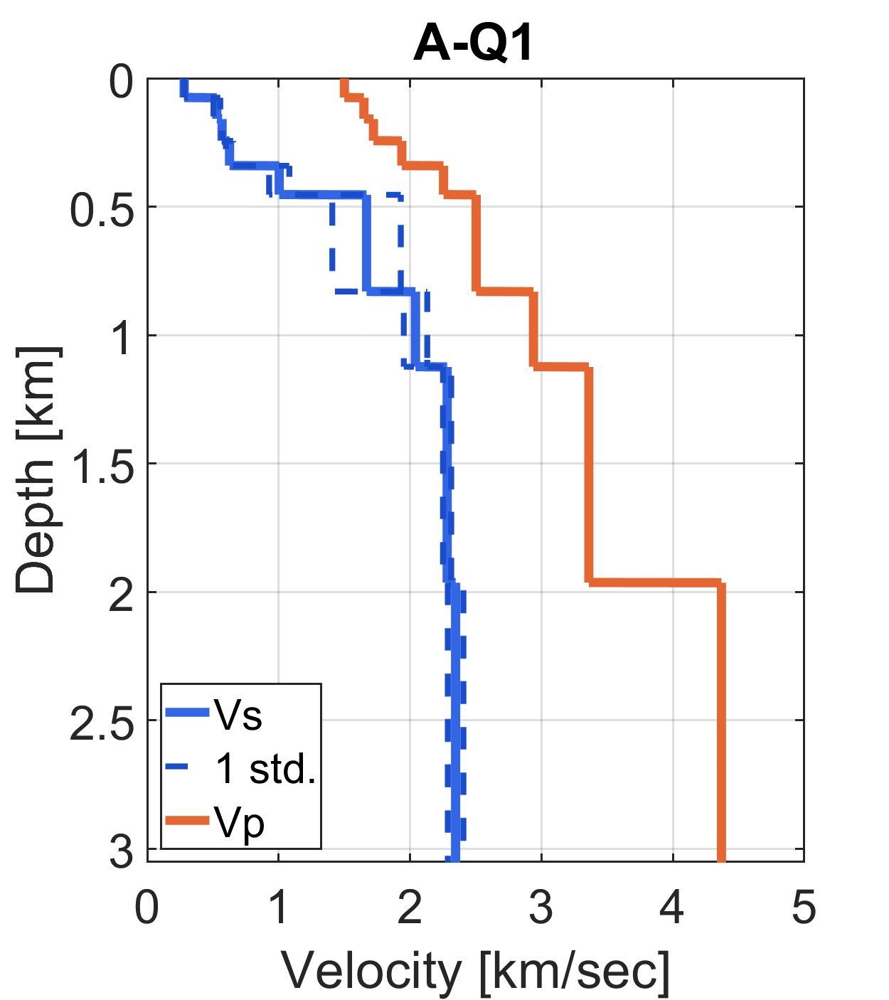 A-Q1
0
0.5
1
1.5
2
2.5
3
Depth [km]
Vs
1 std.
Vp
0 1 2 3 4 5
Velocity [km/sec]